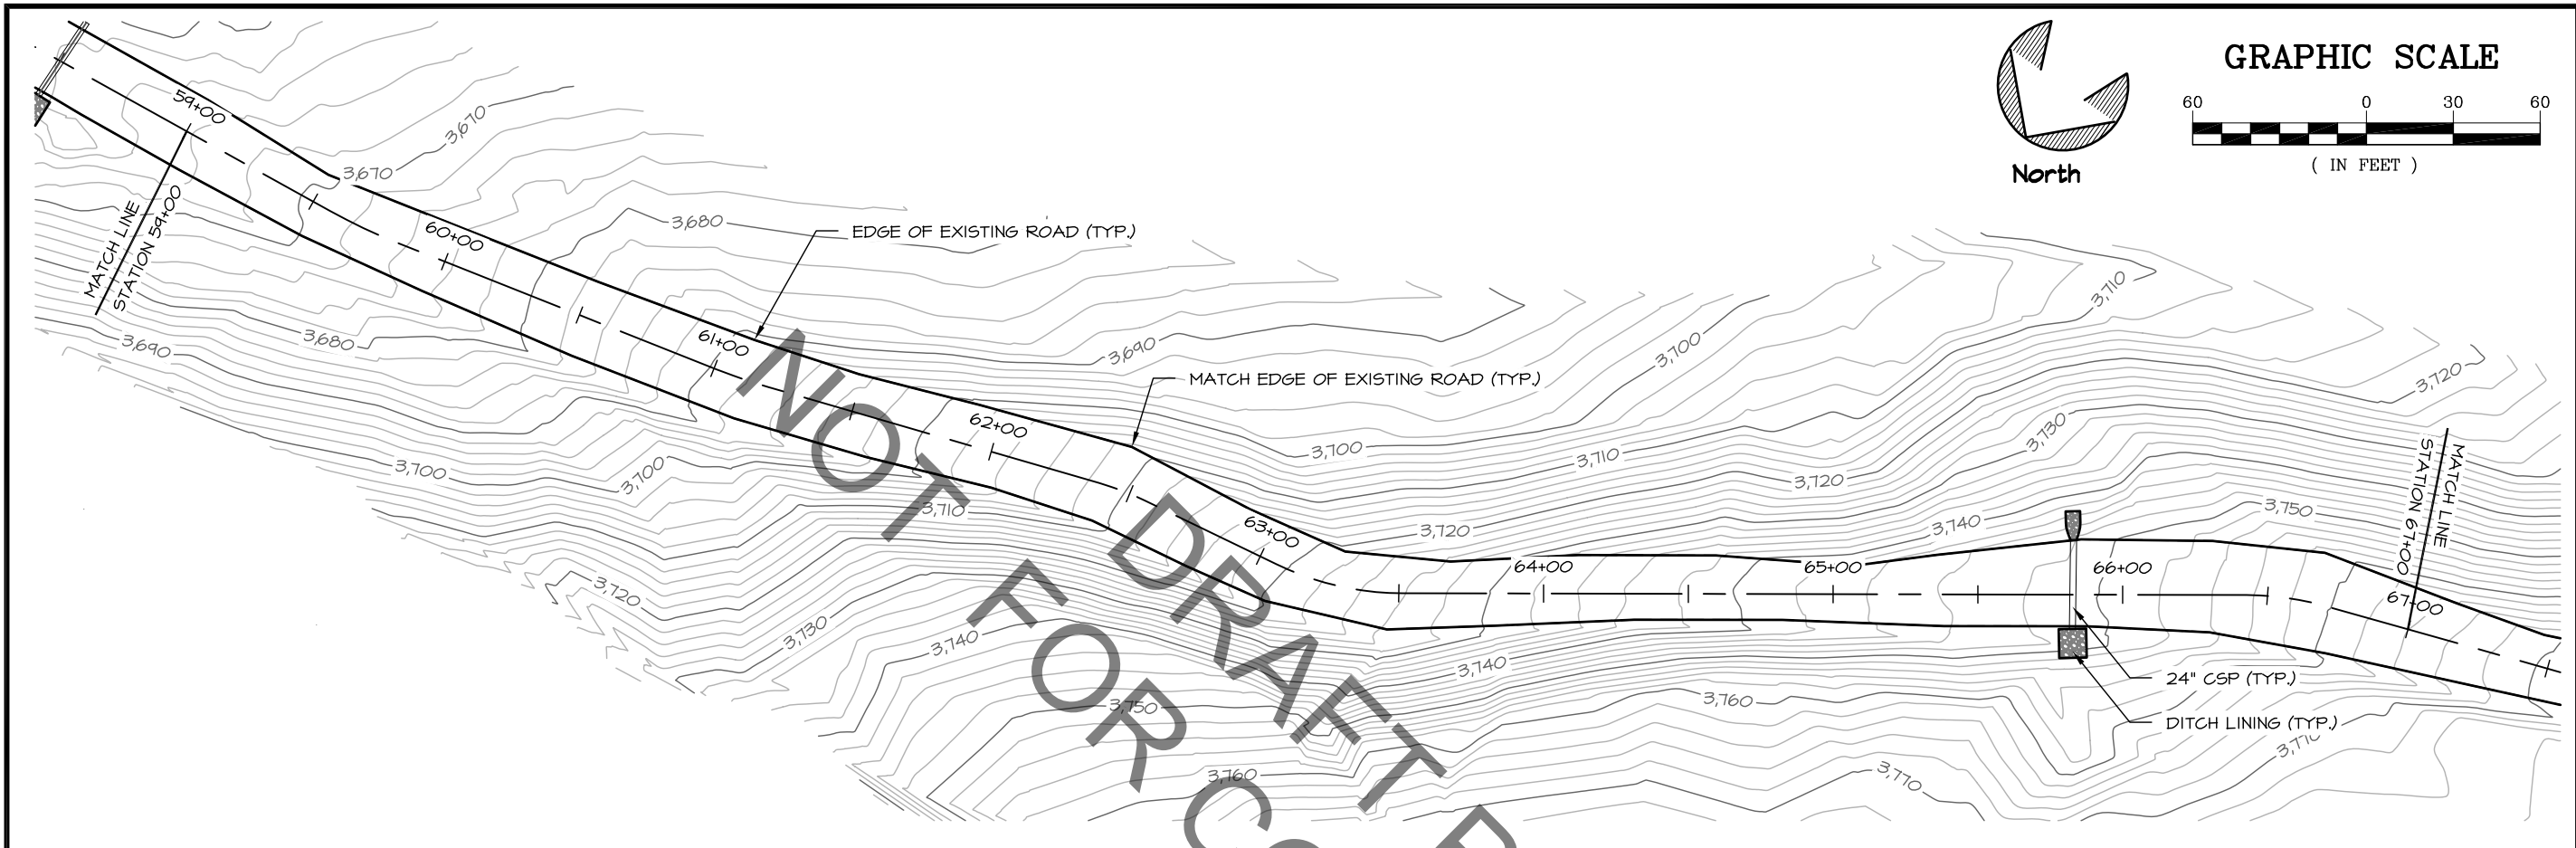 GRAPHIC SCALE
60 0 30 60
( IN FEET )
North
59+00
MATCH LINE
STATION 59+00
3,670
3,670
60+00
3,680
EDGE OF EXISTING ROAD (TYP.)
3,680
3,690
61+00
3,690
MATCH EDGE OF EXISTING ROAD (TYP.)
3,700
3,710
3,720
62+00
3,700
3,700
3,700
3,710
3,720
3,730
MATCH LINE
STATION 67+00
3,710
63+00
3,720
3,740
3,750
64+00
65+00
66+00
67+00
3,720
3,730
3,740
3,740
24" CSP (TYP.)
3,750
3,760
DITCH LINING (TYP.)
3,760
3,770
NOT
FOR
DRAFT